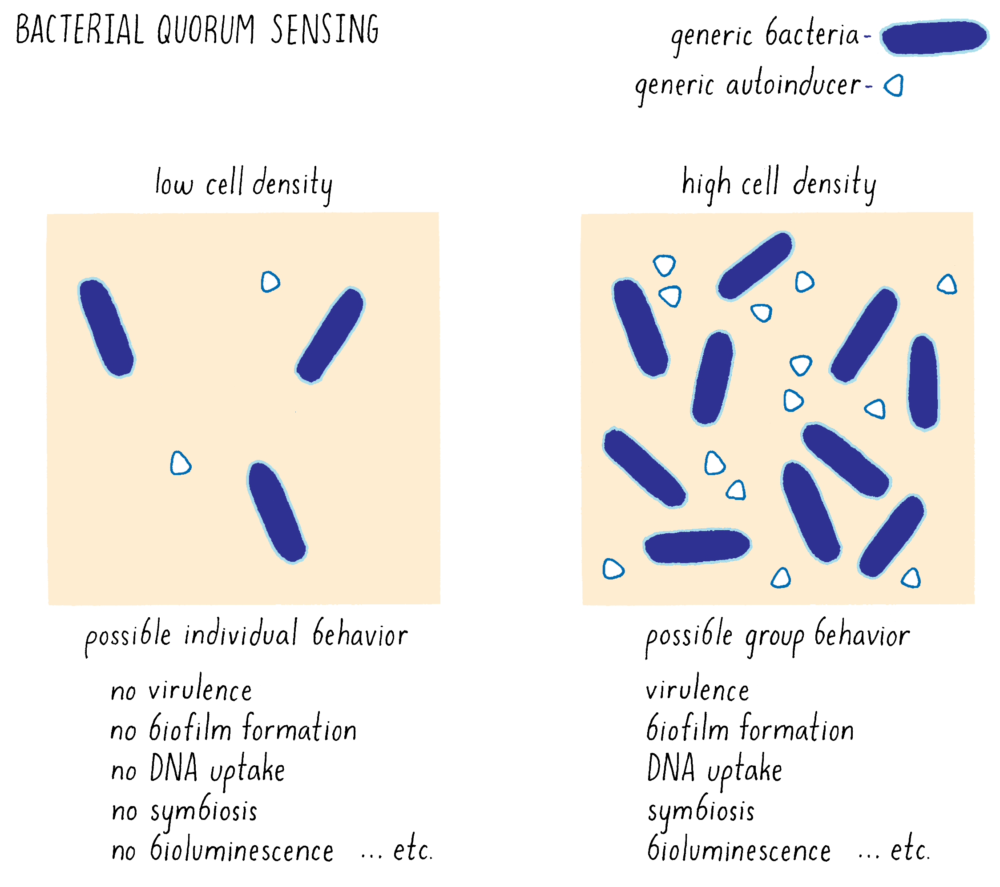 BACTERIAL QUORUM SENSING
generic bacteria-
generic autoinducer-
low cell density
high cell density
possible individual behavior
no virulence
no biofilm formation
no DNA uptake
no symbiosis
no bioluminescence ... etc.
possible group behavior
virulence
biofilm formation
DNA uptake
symbiosis
bioluminescence ... etc.